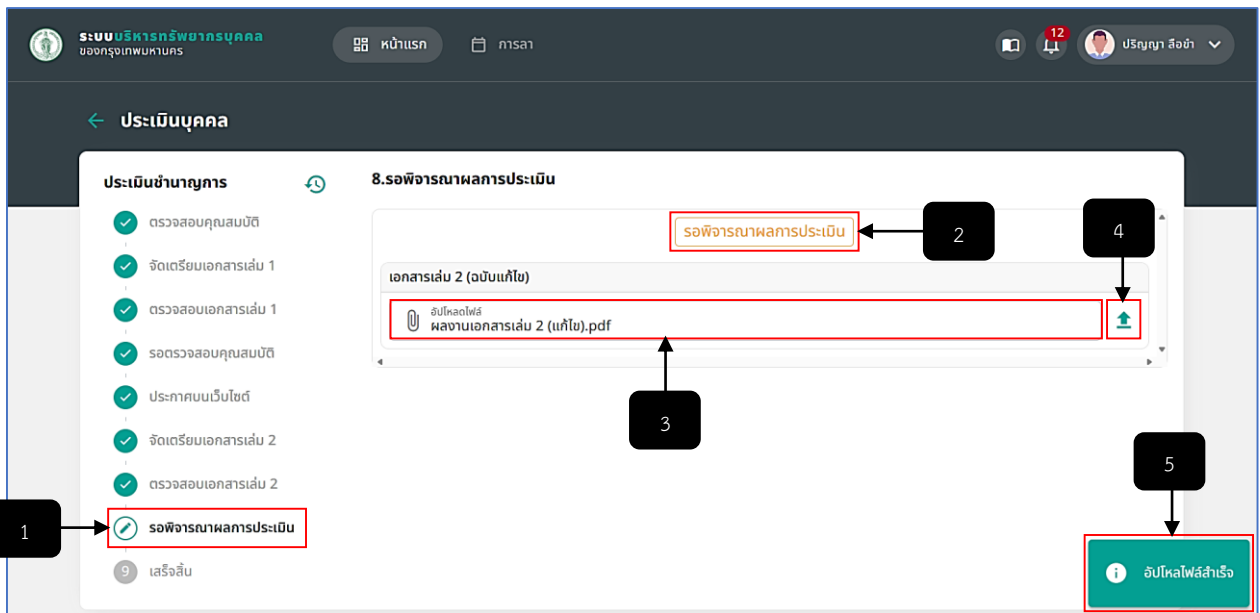 ระบบบริหารทรัพยากรบุคคล
ของกรุงเทพมหานคร
หน้าแรก
การลา
12
ปริญญา ลือขำ
ประเมินบุคคล
ประเมินชำนาญการ
ตรวจสอบคุณสมบัติ
จัดเตรียมเอกสารเล่ม 1
ตรวจสอบเอกสารเล่ม 1
รอตรวจสอบคุณสมบัติ
ประกาศบนเว็บไซต์
จัดเตรียมเอกสารเล่ม 2
ตรวจสอบเอกสารเล่ม 2
1
รอพิจารณาผลการประเมิน
9 เสร็จสิ้น
8.รอพิจารณาผลการประเมิน
รอพิจารณาผลการประเมิน
2
4
เอกสารเล่ม 2 (ฉบับแก้ไข)
อัปโหลดไฟล์
ผลงานเอกสารเล่ม 2 (แก้ไข).pdf
3
5
อัปโหลไฟล์สำเร็จ